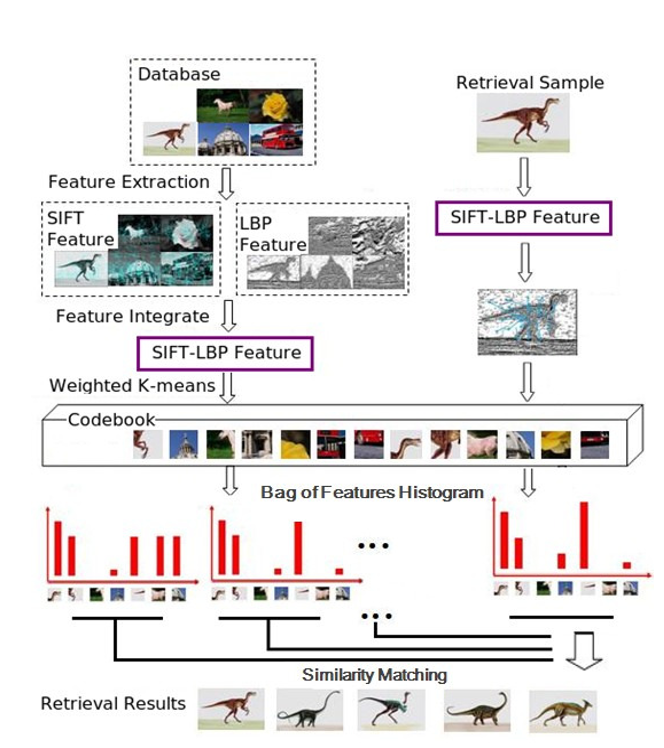 Database
Retrieval Sample
Feature Extraction
SIFT
Feature
LBP
Feature
SIFT-LBP Feature
Feature Integrate
SIFT-LBP Feature
Weighted K-means
Codebook
Bag of Features Histogram
...
...
Similarity Matching
Retrieval Results